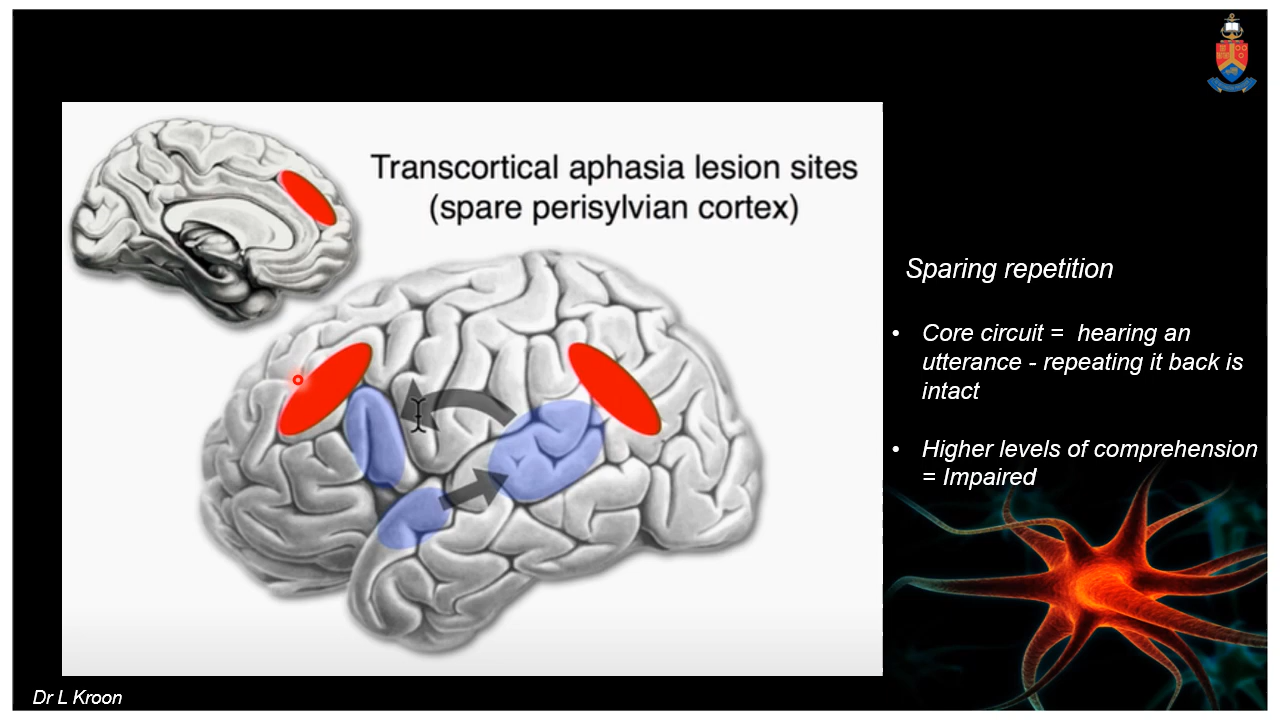 Transcortical aphasia lesion sites
(spare perisylvian cortex)
Sparing repetition
• Core circuit = hearing an
utterance - repeating it back is
intact
• Higher levels of comprehension
= Impaired
Dr L Kroon